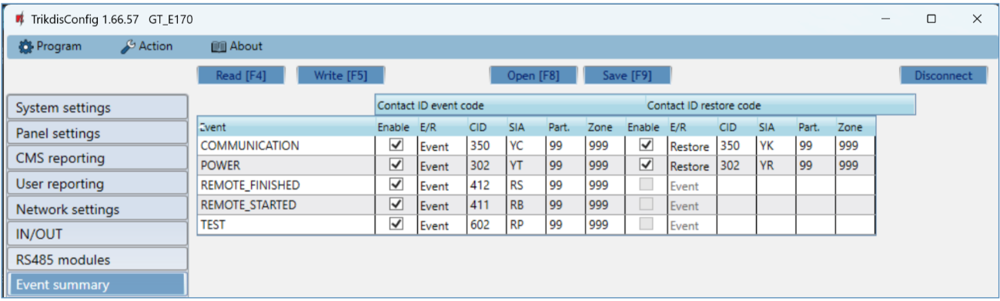 TrikdisConfig 1.66.57 GT_E170
Program Action About
Read [F4] Write [F5] Open [F8] Save [F9] Disconnect
System settings
Panel settings
CMS reporting
User reporting
Network settings
IN/OUT
RS485 modules
Event summary
Contact ID event code Contact ID restore code
Event Enable E/R CID SIA Part. Zone Enable E/R CID SIA Part. Zone
COMMUNICATION Event 350 YC 99 999 Restore 350 YK 99 999
POWER Event 302 YT 99 999 Restore 302 YR 99 999
REMOTE_FINISHED Event 412 RS 99 999 Event
REMOTE_STARTED Event 411 RB 99 999 Event
TEST Event 602 RP 99 999 Event